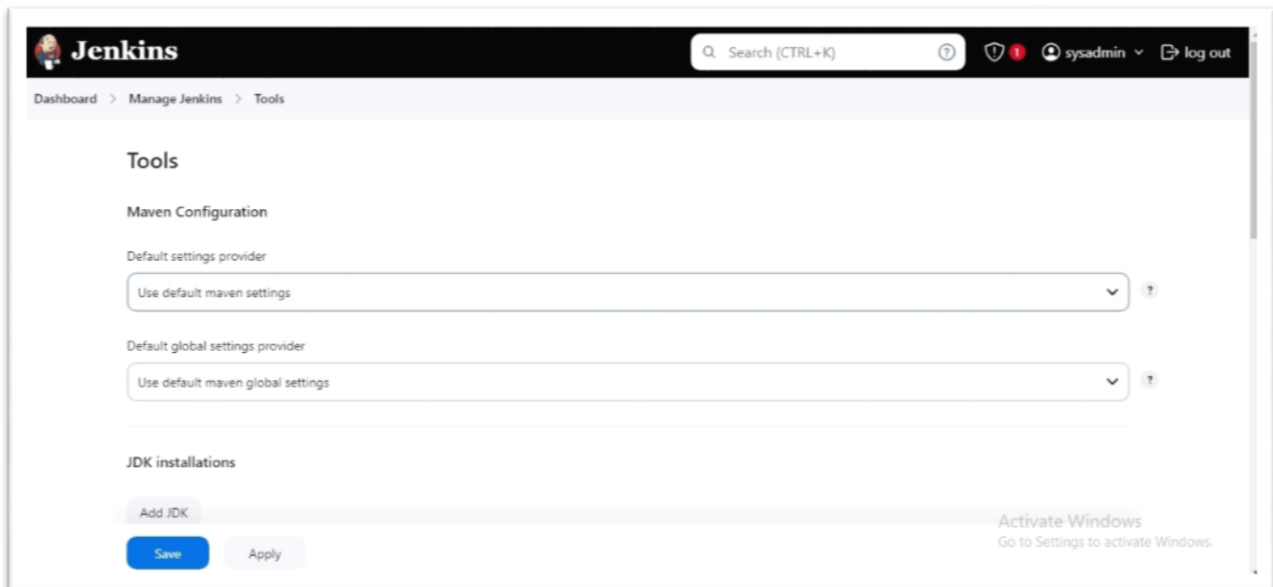 Jenkins
Search (CTRL+K) ?
1 sysadmin log out
Dashboard > Manage Jenkins > Tools
Tools
Maven Configuration
Default settings provider
Use default maven settings ?
Default global settings provider
Use default maven global settings ?
JDK installations
Add JDK
Save Apply
Activate Windows
Go to Settings to activate Windows.